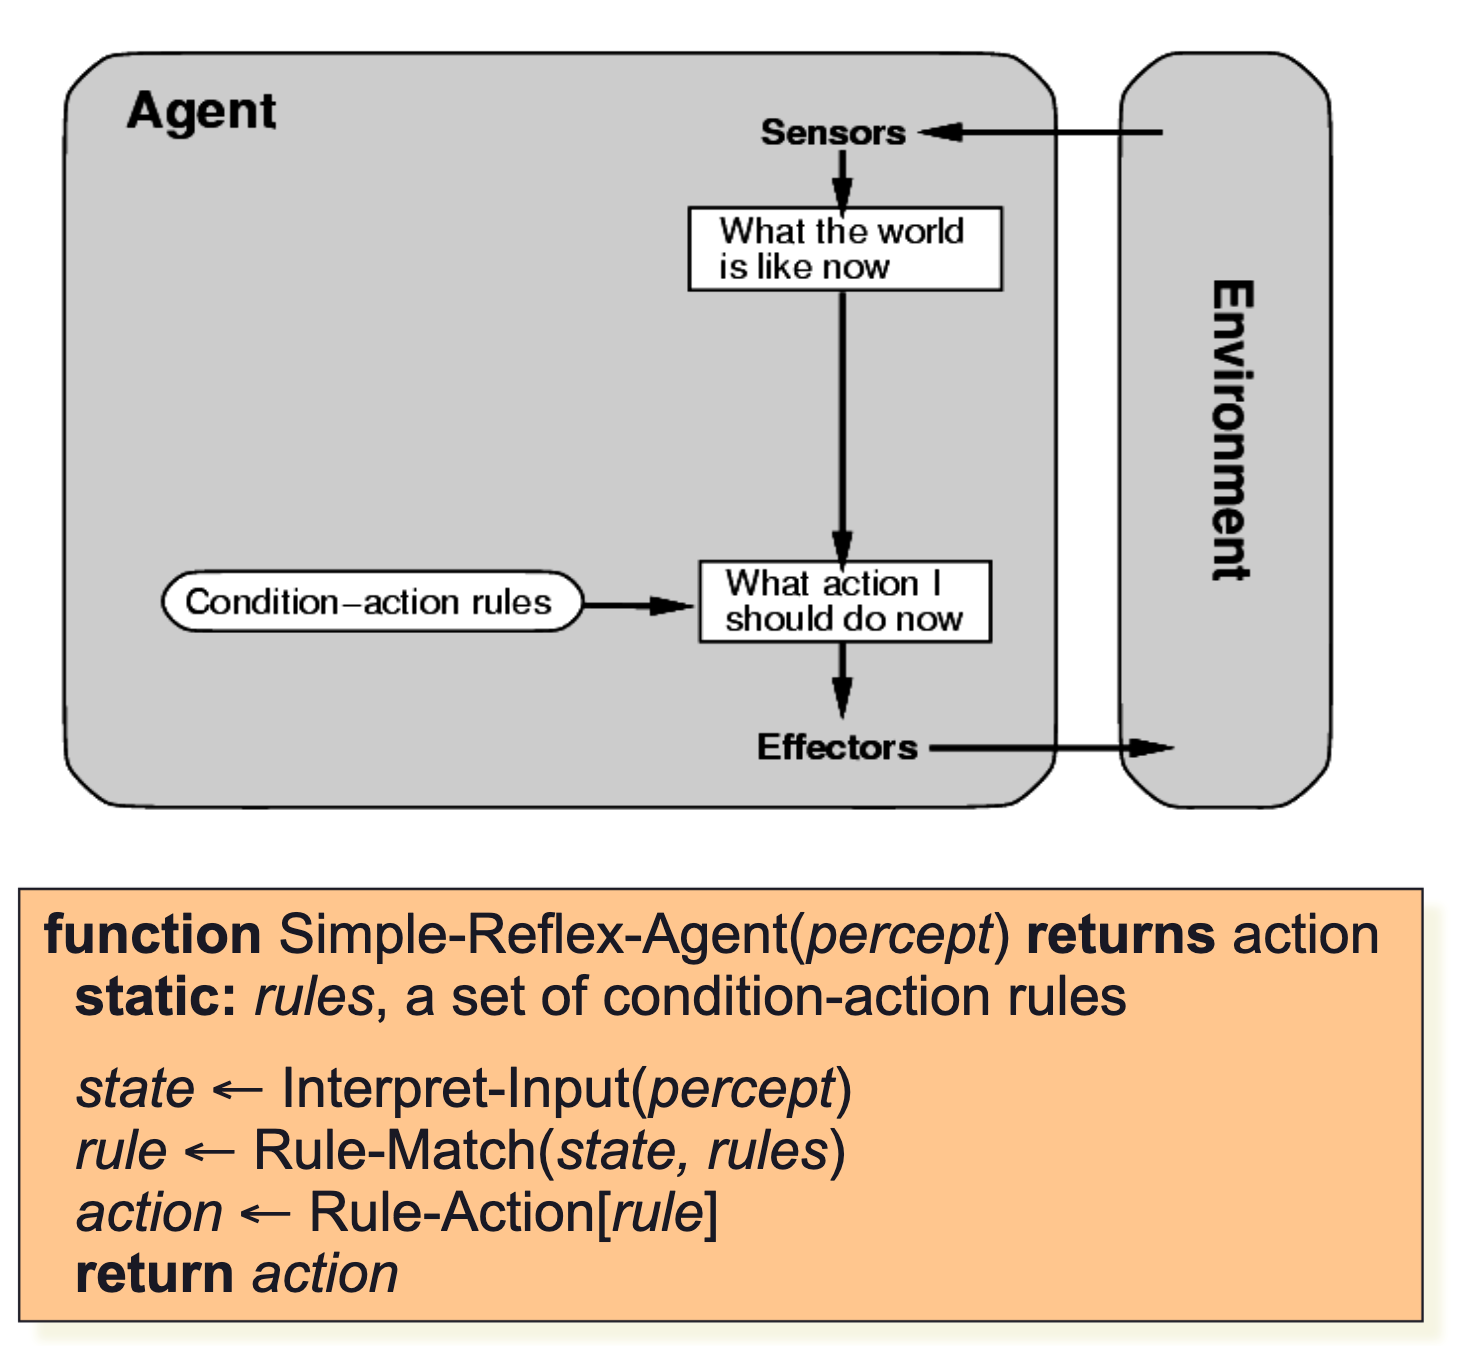 Agent
Sensors
What the world
is like now
Environment
Condition–action rules
What action I
should do now
Effectors
function Simple-Reflex-Agent(percept) returns action
static: rules, a set of condition-action rules
state ← Interpret-Input(percept)
rule ← Rule-Match(state, rules)
action ← Rule-Action[rule]
return action